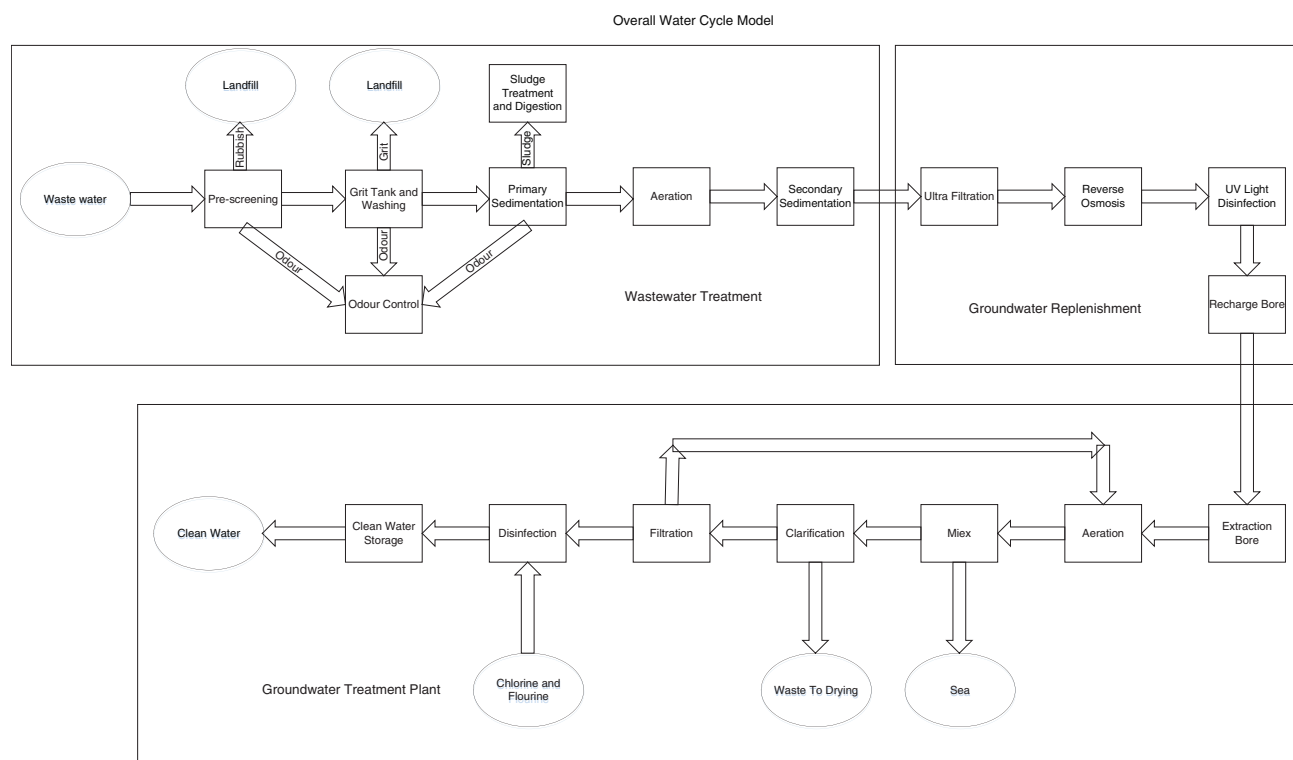 Overall Water Cycle Model
Landfill
Landfill
Sludge
Treatment
and Digestion
Rubbish
Grit
Sludge
Waste water
Pre-screening
Grit Tank and
Washing
Primary
Sedimentation
Aeration
Secondary
Sedimentation
Ultra Filtration
Reverse
Osmosis
UV Light
Disinfection
Odour
Odour
Odour
Odour Control
Wastewater Treatment
Groundwater Replenishment
Recharge Bore
Clean Water
Clean Water
Storage
Disinfection
Filtration
Clarification
Miex
Aeration
Extraction
Bore
Groundwater Treatment Plant
Chlorine and
Flourine
Waste To Drying
Sea